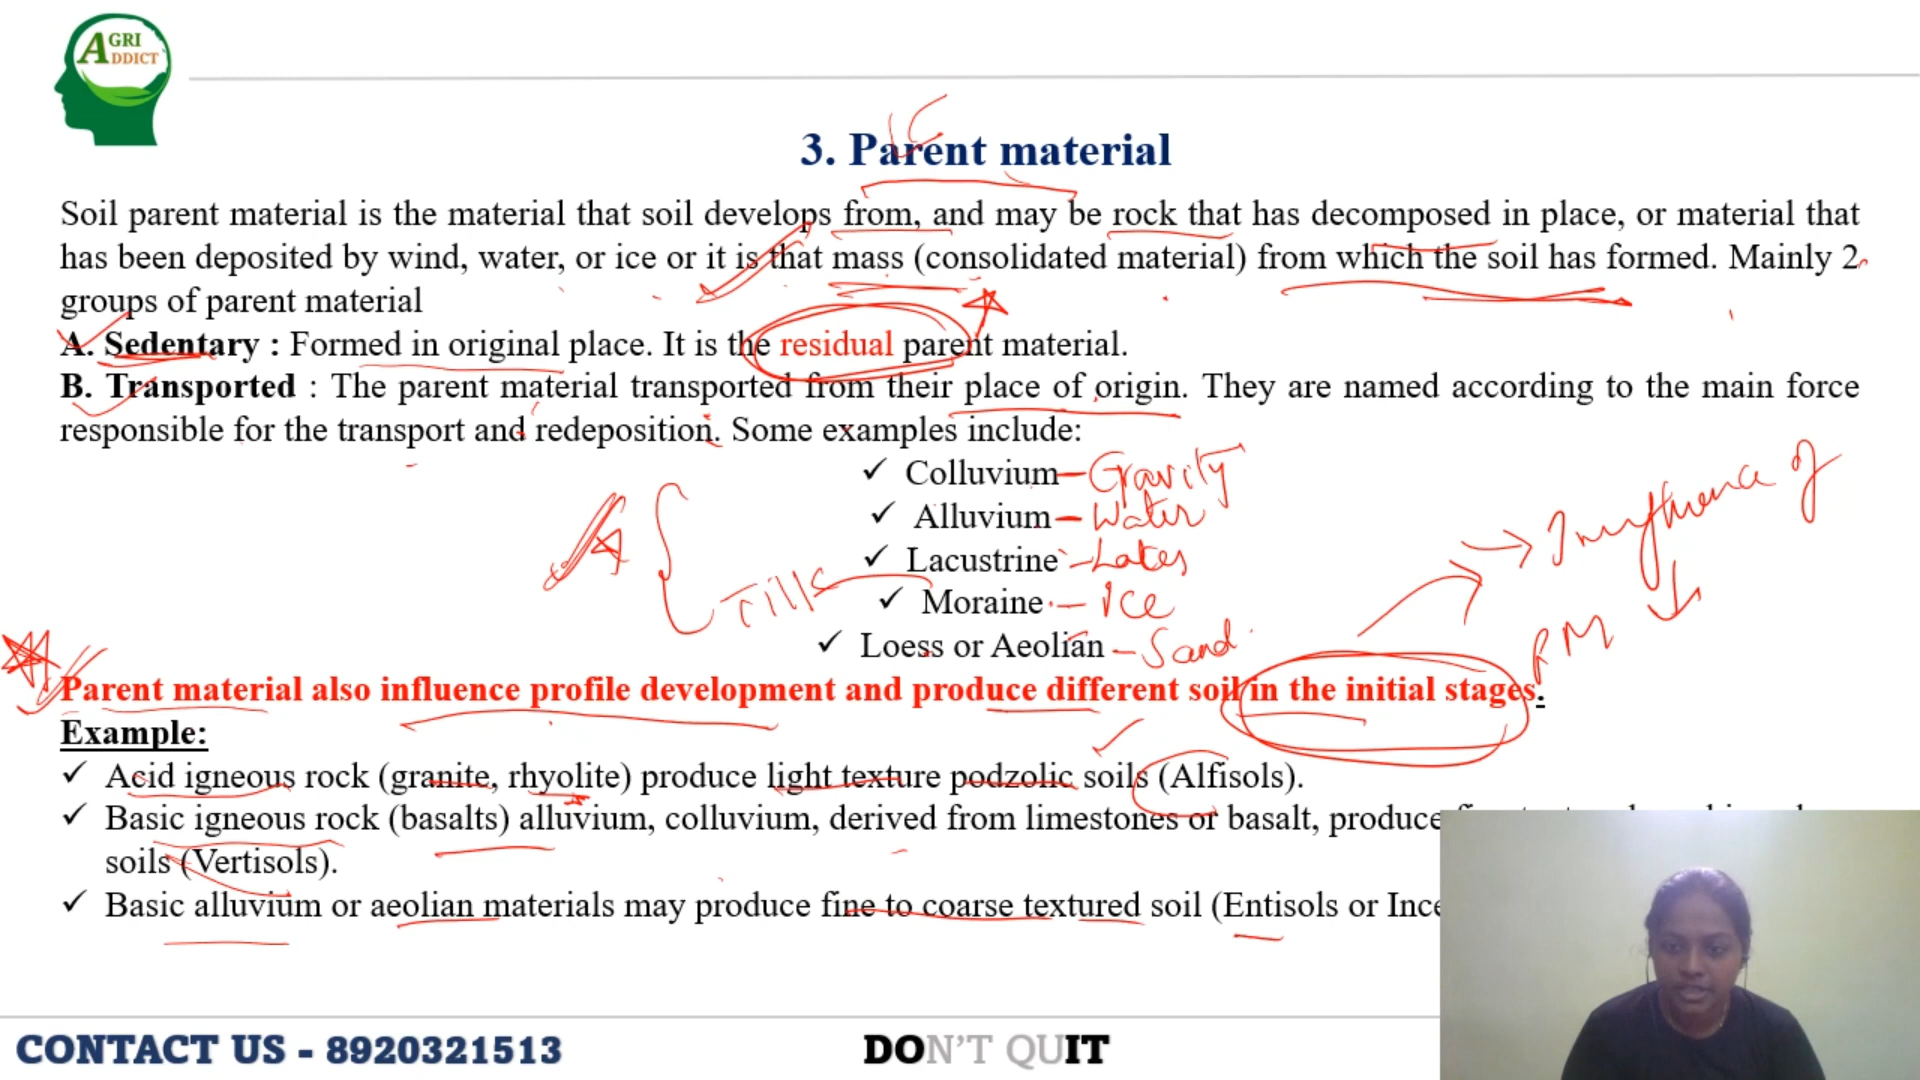 AGRI
ADDICT
3. Parent material
Soil parent material is the material that soil develops from, and may be rock that has decomposed in place, or material that
has been deposited by wind, water, or ice or it is that mass (consolidated material) from which the soil has formed. Mainly 2
groups of parent material
A. Sedentary : Formed in original place. It is the residual parent material.
B. Transported : The parent material transported from their place of origin. They are named according to the main force
responsible for the transport and redeposition. Some examples include:
✓ Colluvium - Gravity
✓ Alluvium - Water
✓ Lacustrine - Lakes
Tills ✓ Moraine - Ice
✓ Loess or Aeolian - Sand
→ Innfluence of
PM
Parent material also influence profile development and produce different soil in the initial stages.
Example:
✓ Acid igneous rock (granite, rhyolite) produce light texture podzolic soils (Alfisols).
✓ Basic igneous rock (basalts) alluvium, colluvium, derived from limestones or basalt, produce
soils (Vertisols).
✓ Basic alluvium or aeolian materials may produce fine to coarse textured soil (Entisols or
CONTACT US - 8920321513
DON'T QUIT